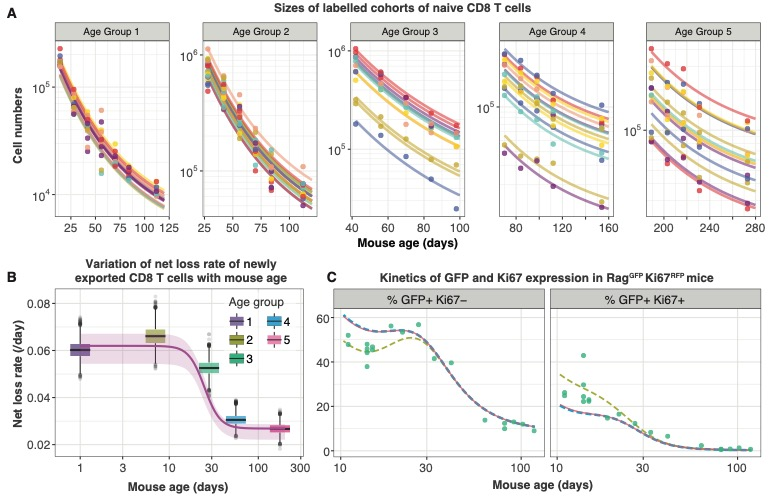 A
Sizes of labelled cohorts of naive CD8 T cells
Age Group 1
Age Group 2
Age Group 3
Age Group 4
Age Group 5
Cell numbers
10^5
10^4
10^6
10^5
10^6
10^5
10^5
10^5
25 50 75 100 125
25 50 75 100
40 60 80 100
80 120 160
200 240 280
Mouse age (days)
B
Variation of net loss rate of newly
exported CD8 T cells with mouse age
Net loss rate (/day)
0.08
0.06
0.04
0.02
Age group
1 4
2 5
3
1 3 10 30 100 300
Mouse age (days)
C
Kinetics of GFP and Ki67 expression in Rag^GFP Ki67^RFP mice
% GFP+ Ki67−
% GFP+ Ki67+
60
40
20
0
10 30 100
10 30 100
Mouse age (days)